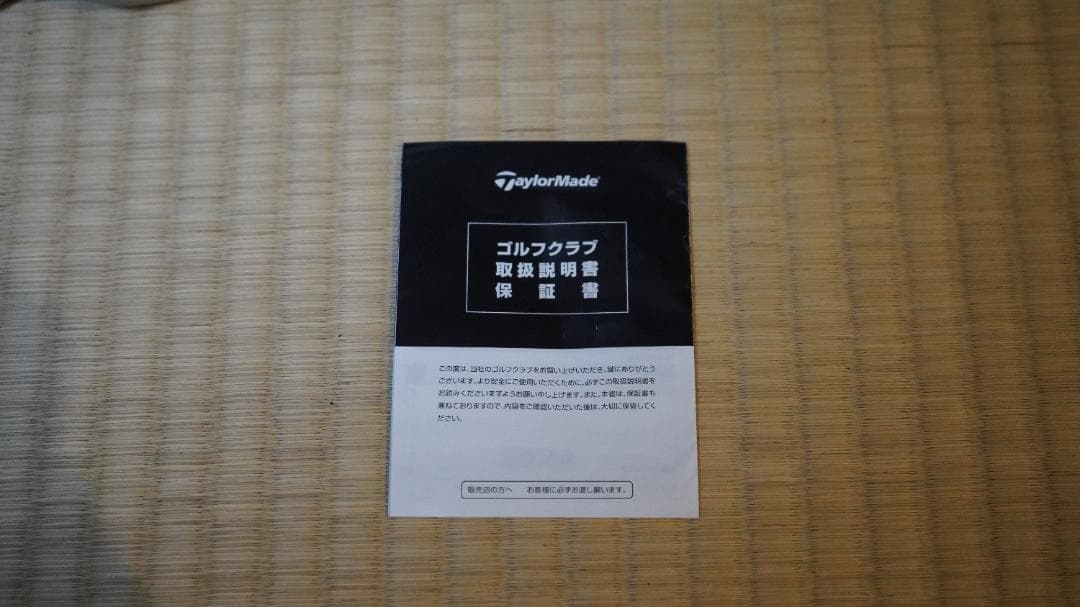 TaylorMade
ゴルフクラブ
取扱説明書
保証書
この度は、当社のゴルフクラブをお買い上げいただき、誠にありがとう
ございます。より安全にご使用いただくために、必ずこの取扱説明書を
お読みくださいますようお願い申し上げます。また、本書は、保証書も
兼ねておりますので、内容をご確認いただいた後は、大切に保管してく
ださい。
販売店の方へ　お客様に必ずお渡し願います。